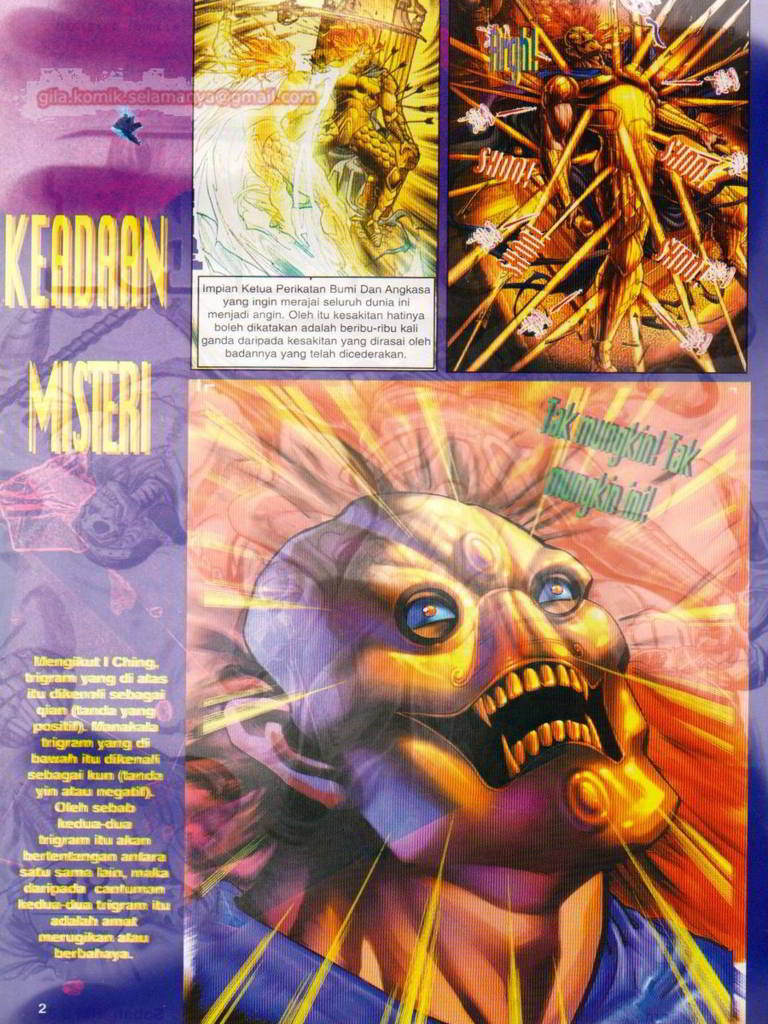 gila.komik.selamanya@gmail.com
KEADAAN
MISTERI
Impian Ketua Perikatan Bumi Dan Angkasa
yang ingin merajai seluruh dunia ini
menjadi angin. Oleh itu kesakitan hatinya
boleh dikatakan adalah beribu-ribu kali
ganda daripada kesakitan yang dirasai oleh
badannya yang telah dicederakan.
Argh!
SHOOT
SHOOT
SHOOT
SHOOT
Tak mungkin! Tak
mungkin ini!
Mengikut I Ching,
trigram yang di atas
itu dikenali sebagai
qian (tanda yang
positif). Manakala
trigram yang di
bawah itu dikenali
sebagai kun (tanda
yin atau negatif).
Oleh sebab
kedua-dua
trigram itu akan
bertentangan antara
satu sama lain, maka
daripada cantuman
kedua-dua trigram itu
adalah amat
merugikan atau
berbahaya.
2